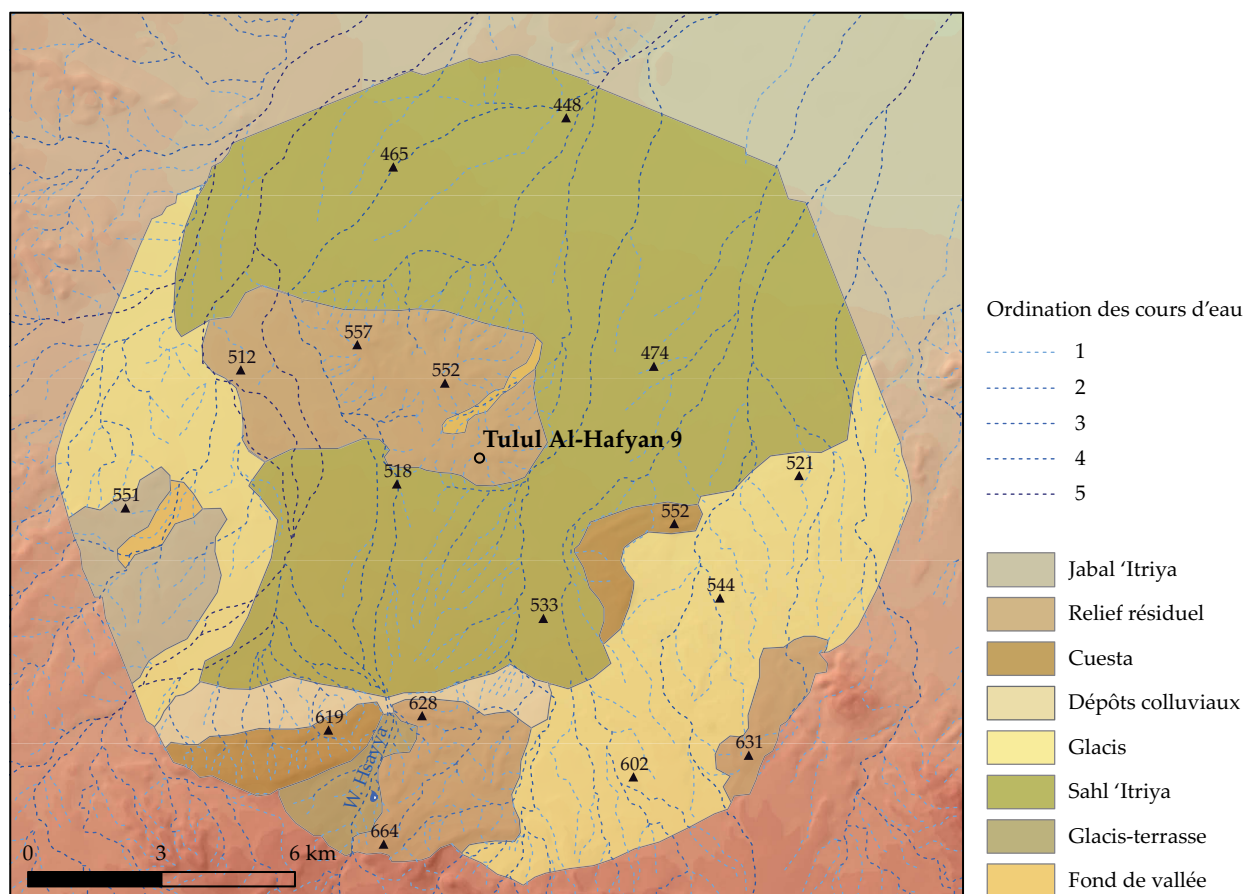 448
465
557
512
552
474
Tulul Al-Hafyan 9
518
521
551
552
544
533
628
619
W. Hsayya
631
602
664
0 3 6 km
Ordination des cours d'eau
1
2
3
4
5
Jabal ‘Itriya
Relief résiduel
Cuesta
Dépôts colluviaux
Glacis
Sahl ‘Itriya
Glacis-terrasse
Fond de vallée